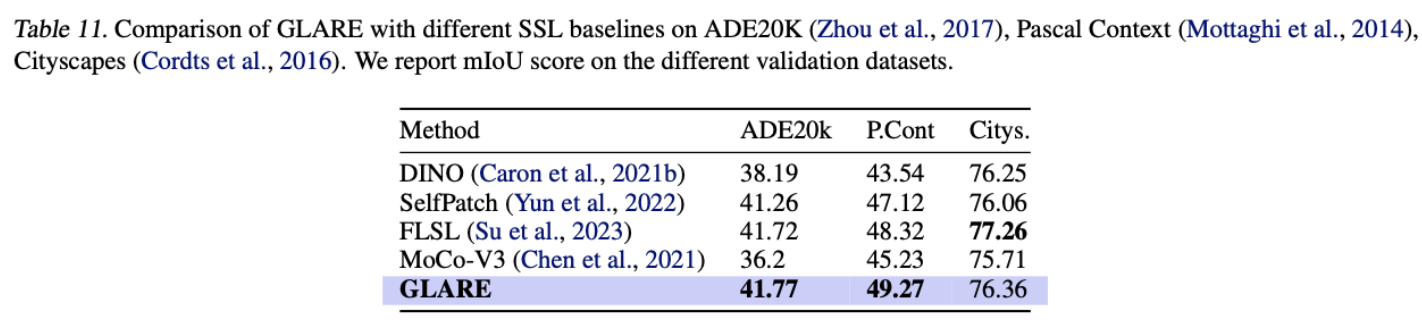 Table 11. Comparison of GLARE with different SSL baselines on ADE20K (Zhou et al., 2017), Pascal Context (Mottaghi et al., 2014),
Cityscapes (Cordts et al., 2016). We report mIoU score on the different validation datasets.
Method ADE20k P.Cont Citys.
DINO (Caron et al., 2021b) 38.19 43.54 76.25
SelfPatch (Yun et al., 2022) 41.26 47.12 76.06
FLSL (Su et al., 2023) 41.72 48.32 77.26
MoCo-V3 (Chen et al., 2021) 36.2 45.23 75.71
GLARE 41.77 49.27 76.36